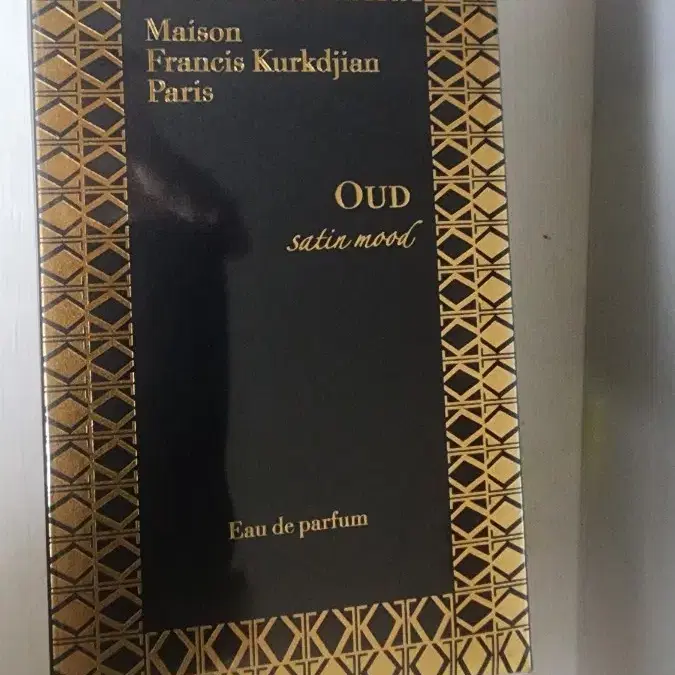 Maison
Francis Kurkdjian
Paris
OUD
satin mood
Eau de parfum